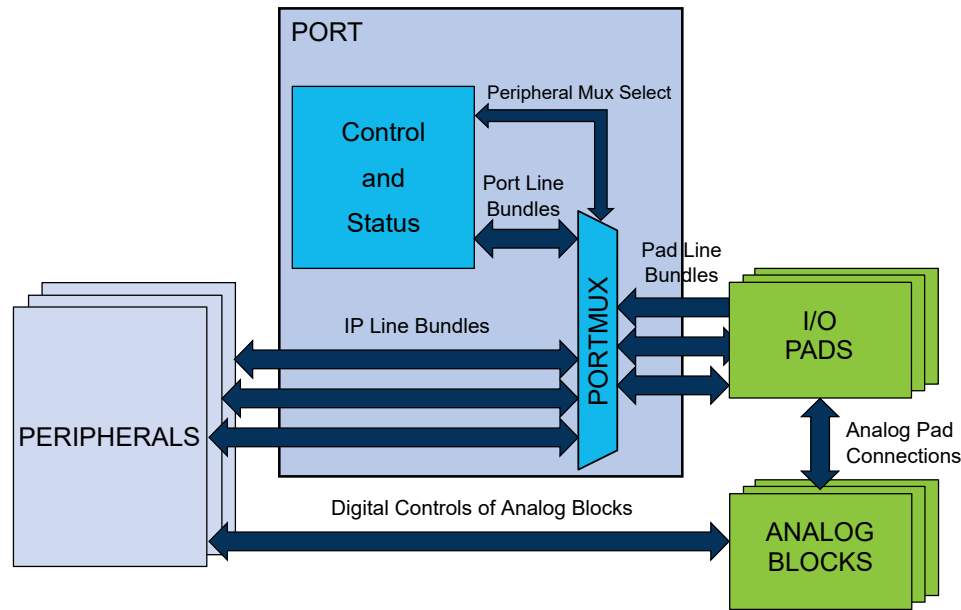 PORT
Peripheral Mux Select
Control
and
Status
Port Line
Bundles
Pad Line
Bundles
PORTMUX
I/O
PADS
IP Line Bundles
PERIPHERALS
Analog Pad
Connections
Digital Controls of Analog Blocks
ANALOG
BLOCKS